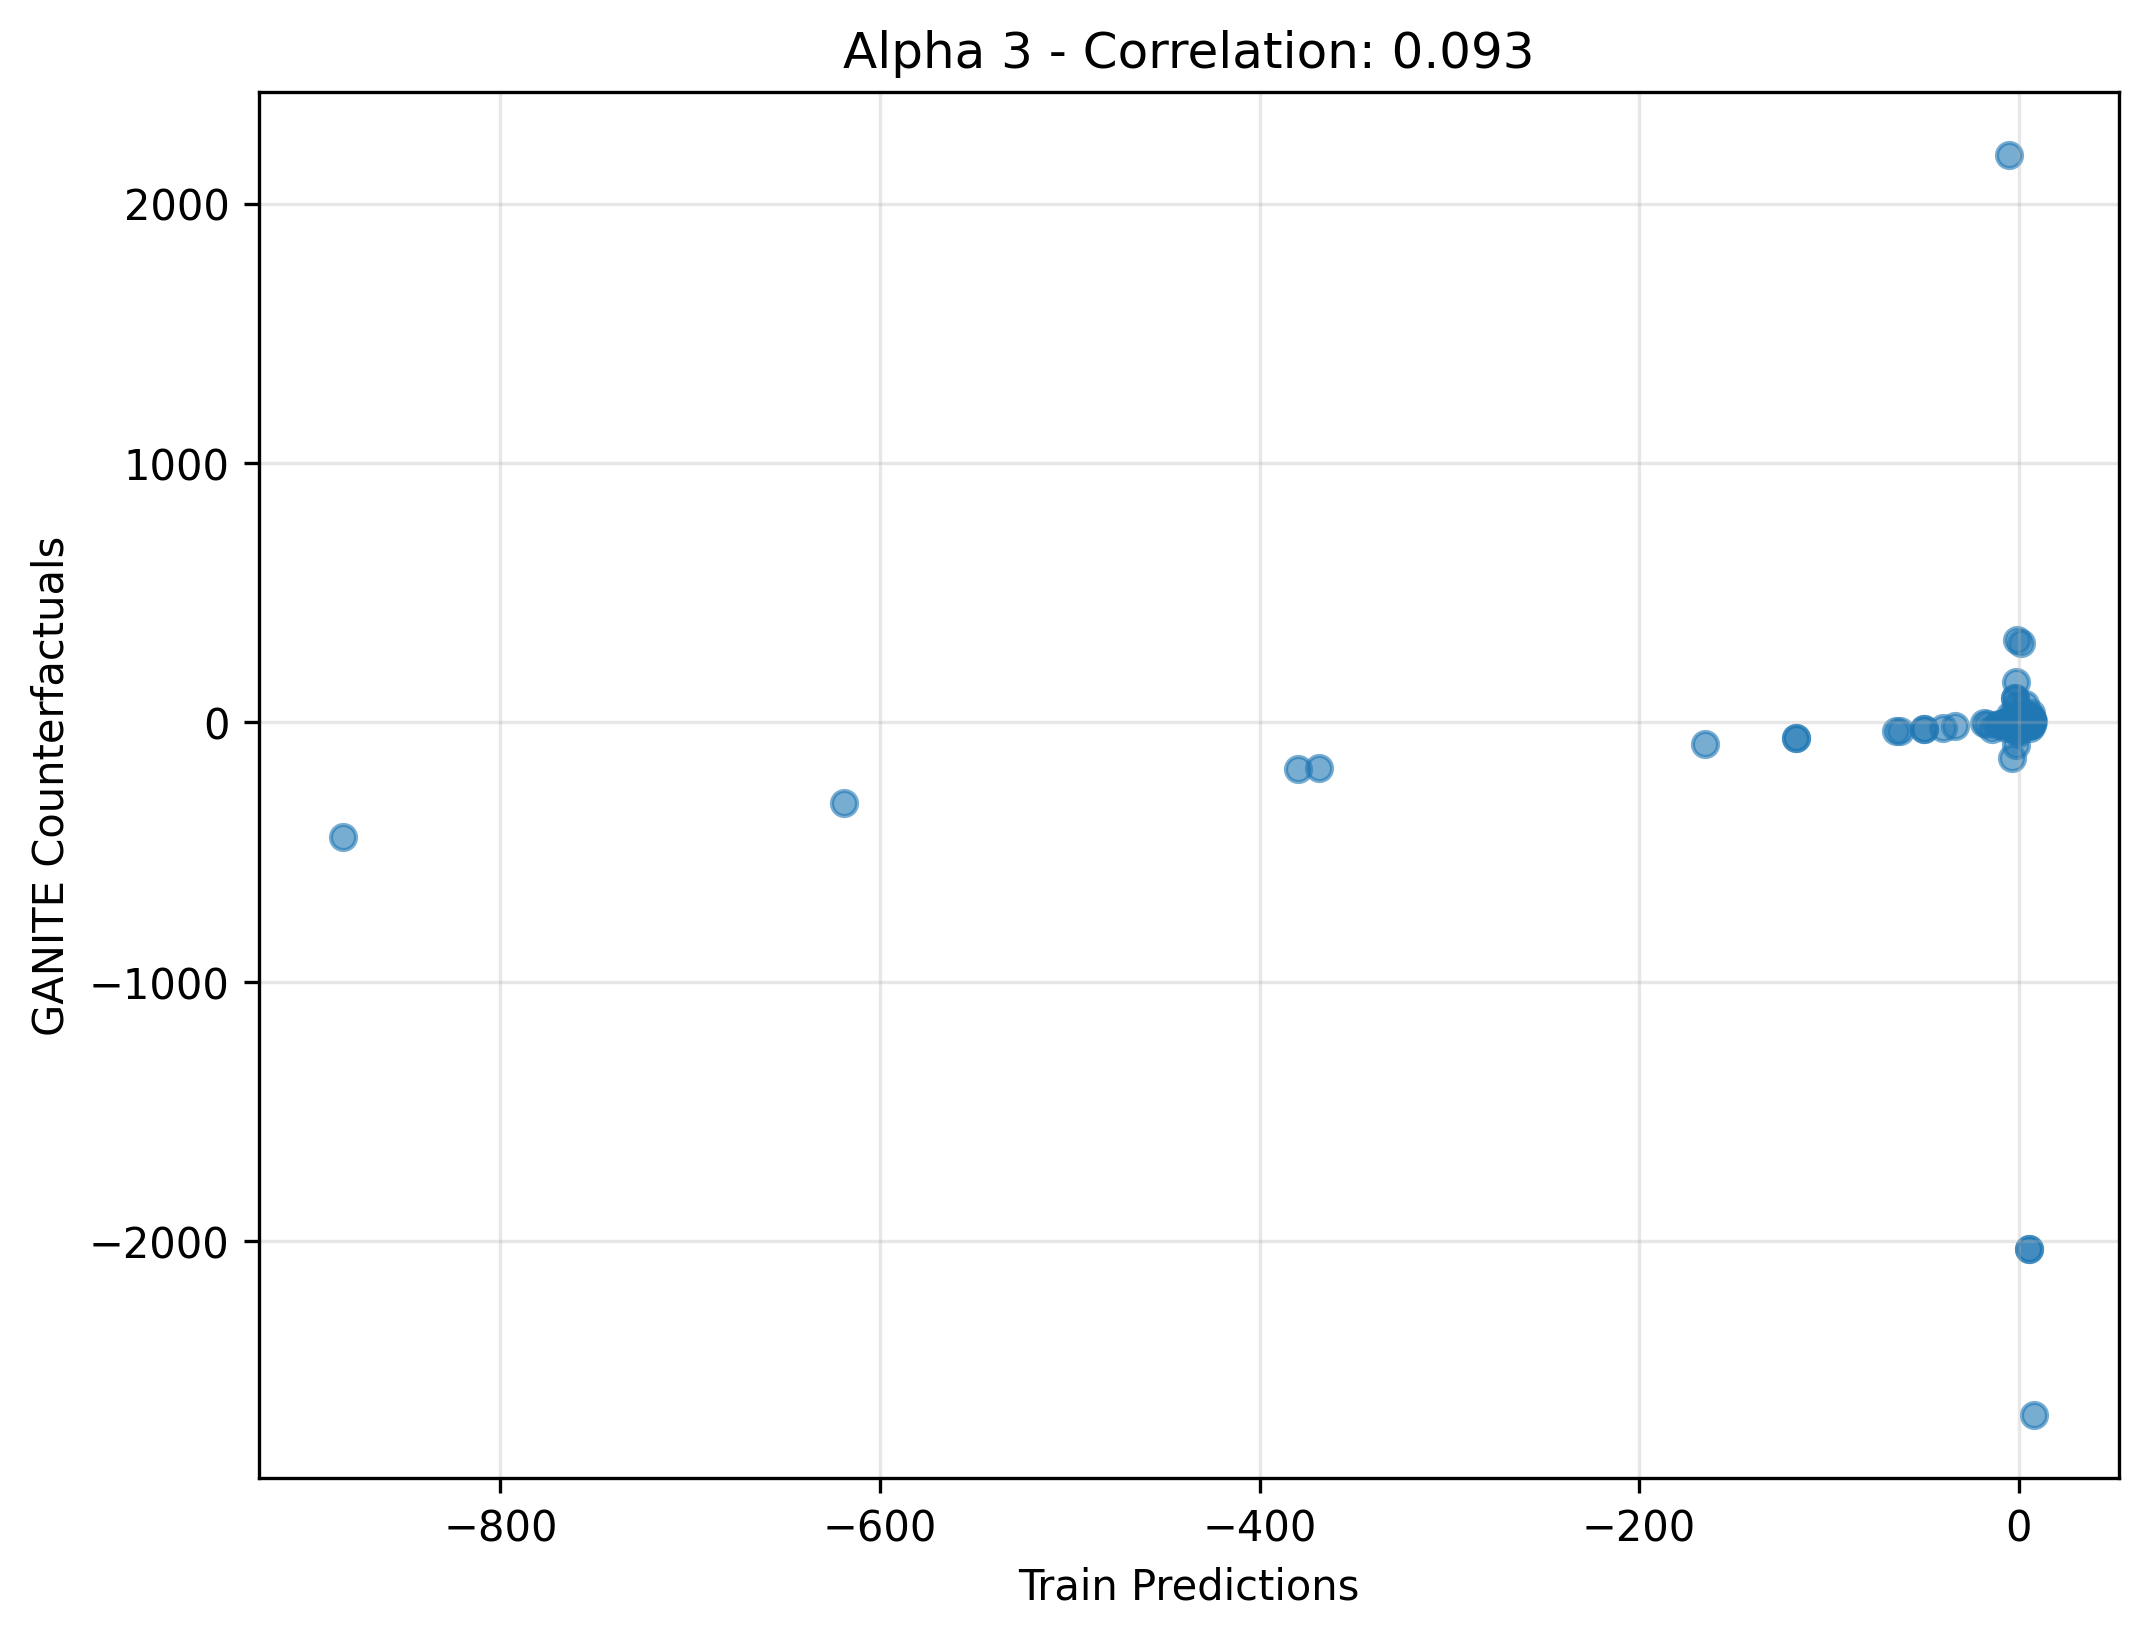 Alpha 3 - Correlation: 0.093
2000
1000
0
−1000
−2000
GANITE Counterfactuals
−800 −600 −400 −200 0
Train Predictions